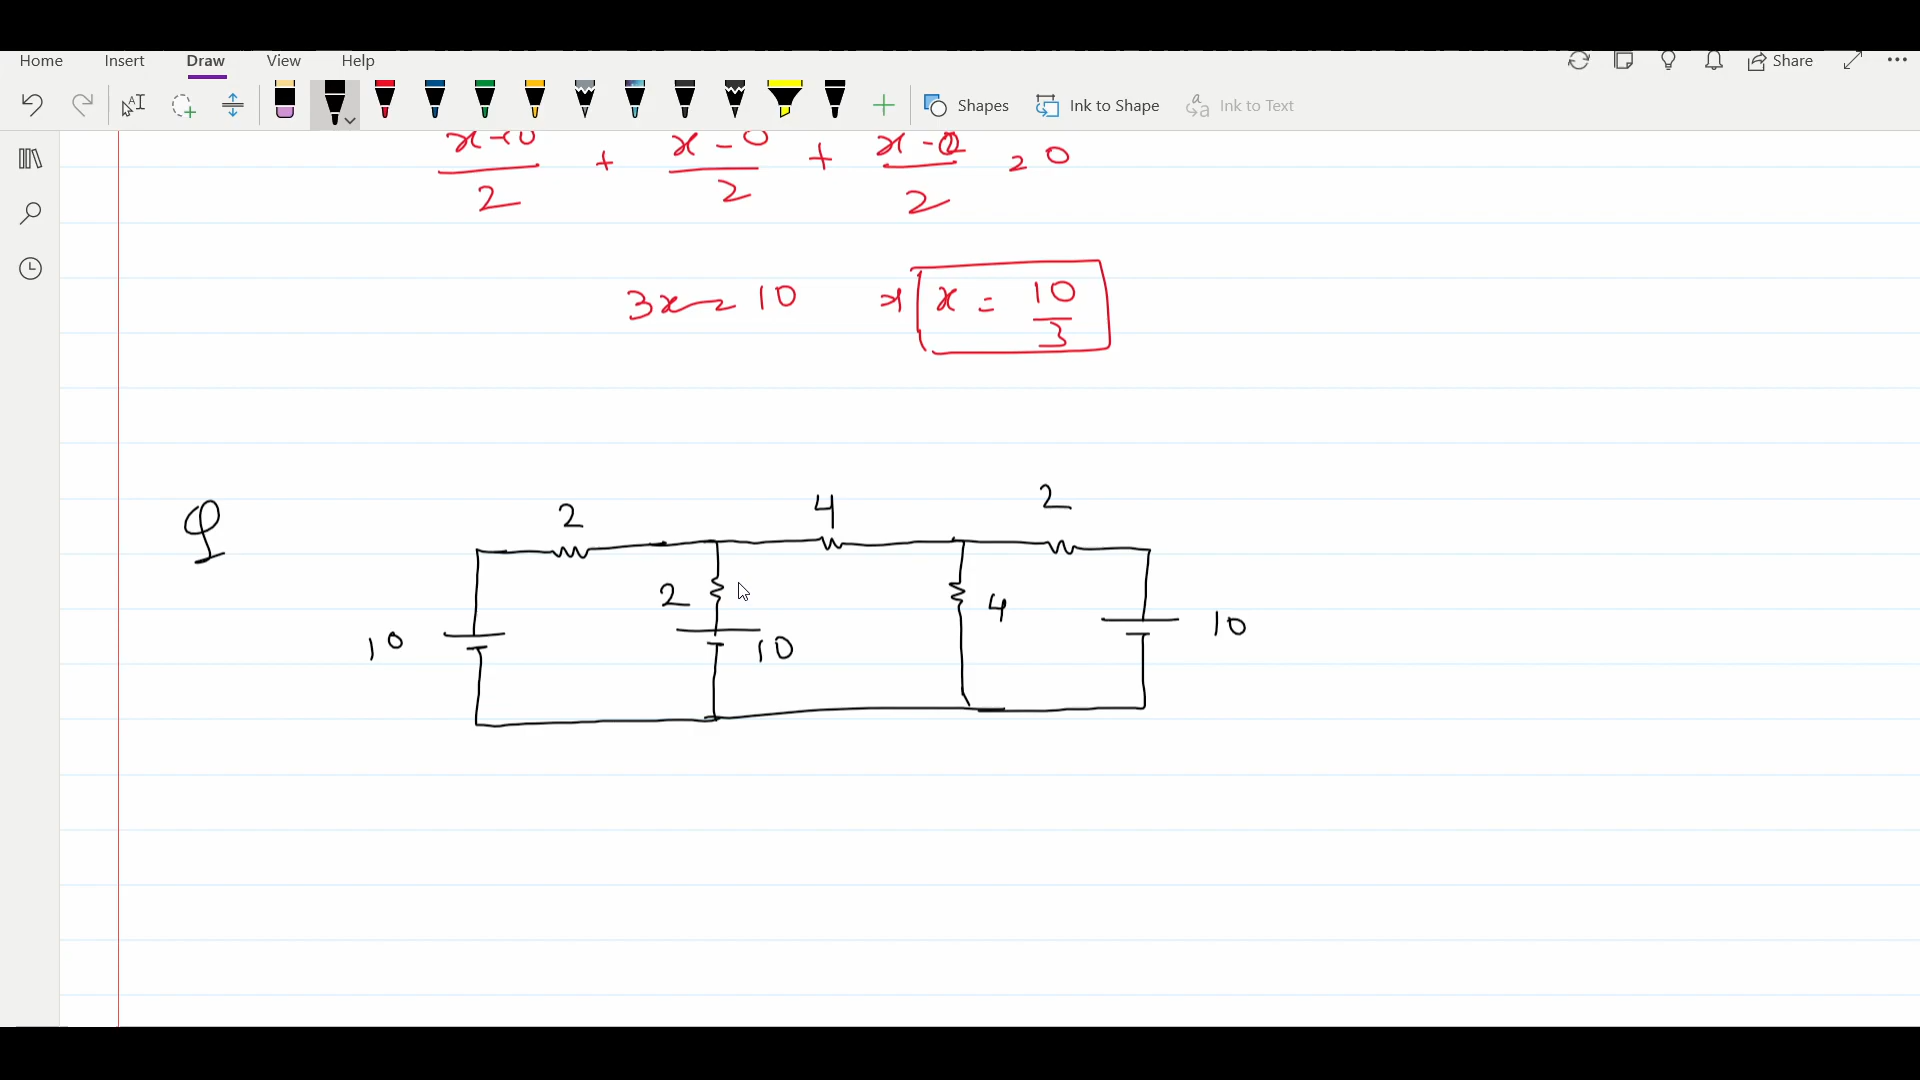 Home Insert Draw View Help Share
Shapes Ink to Shape Ink to Text
x-10 + x-0 + x-0 = 0
2 2 2
3x = 10 ⇒ x = 10
3
Q
2 4 2
2 4
10 10 10